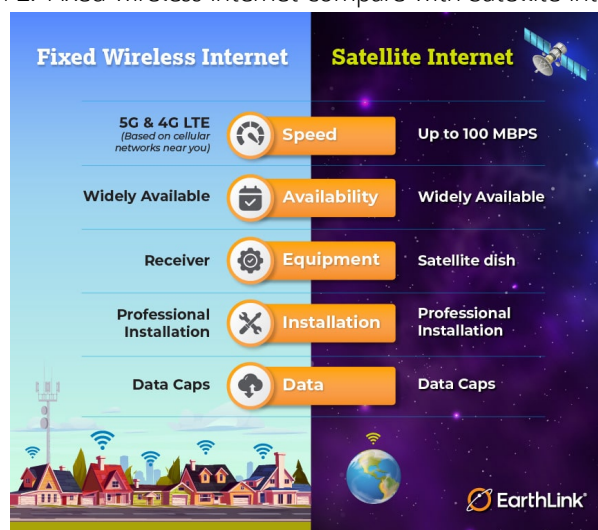 Fixed Wireless Internet
Satellite Internet
5G & 4G LTE
(Based on cellular
networks near you)
Speed
Up to 100 MBPS
Widely Available
Availability
Widely Available
Receiver
Equipment
Satellite dish
Professional
Installation
Installation
Professional
Installation
Data Caps
Data
Data Caps
EarthLink®